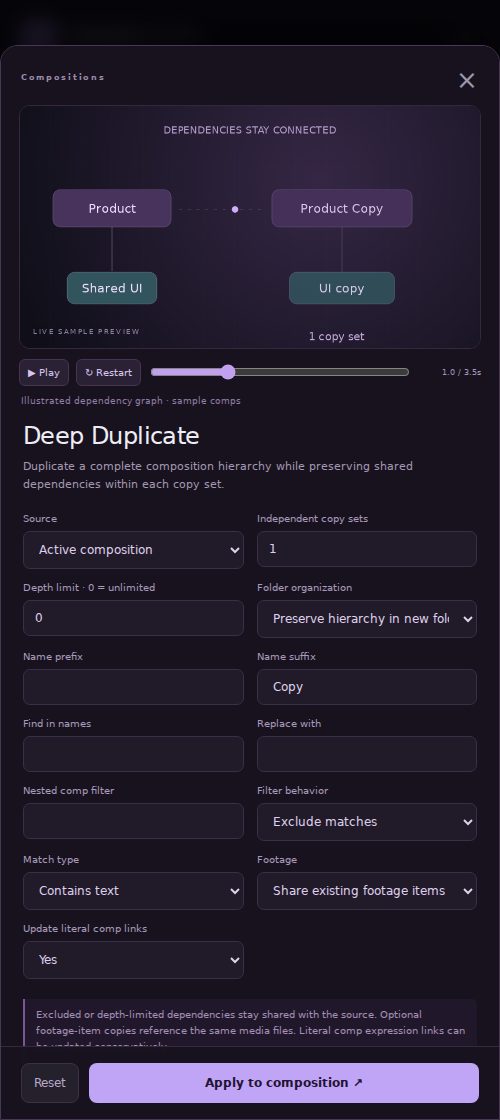 Compositions
DEPENDENCIES STAY CONNECTED
Product
Product Copy
Shared UI
UI copy
LIVE SAMPLE PREVIEW
1 copy set
▶ Play
↻ Restart
1.0 / 3.5s
Illustrated dependency graph · sample comps
Deep Duplicate
Duplicate a complete composition hierarchy while preserving shared
dependencies within each copy set.
Source
Independent copy sets
Active composition
1
Depth limit · 0 = unlimited
Folder organization
0
Preserve hierarchy in new fol
Name prefix
Name suffix
Copy
Find in names
Replace with
Nested comp filter
Filter behavior
Exclude matches
Match type
Footage
Contains text
Share existing footage items
Update literal comp links
Yes
Excluded or depth-limited dependencies stay shared with the source. Optional
footage-item copies reference the same media files. Literal comp expression links can
be updated conservatively.
Reset
Apply to composition ↗